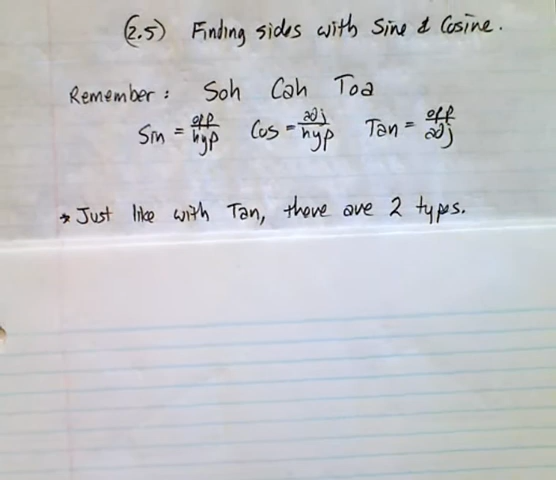 (2.5) Finding sides with Sine & Cosine.
Remember: Soh Cah Toa
Sin = opp/hyp Cos = adj/hyp Tan = opp/adj
* Just like with Tan, there are 2 typs.